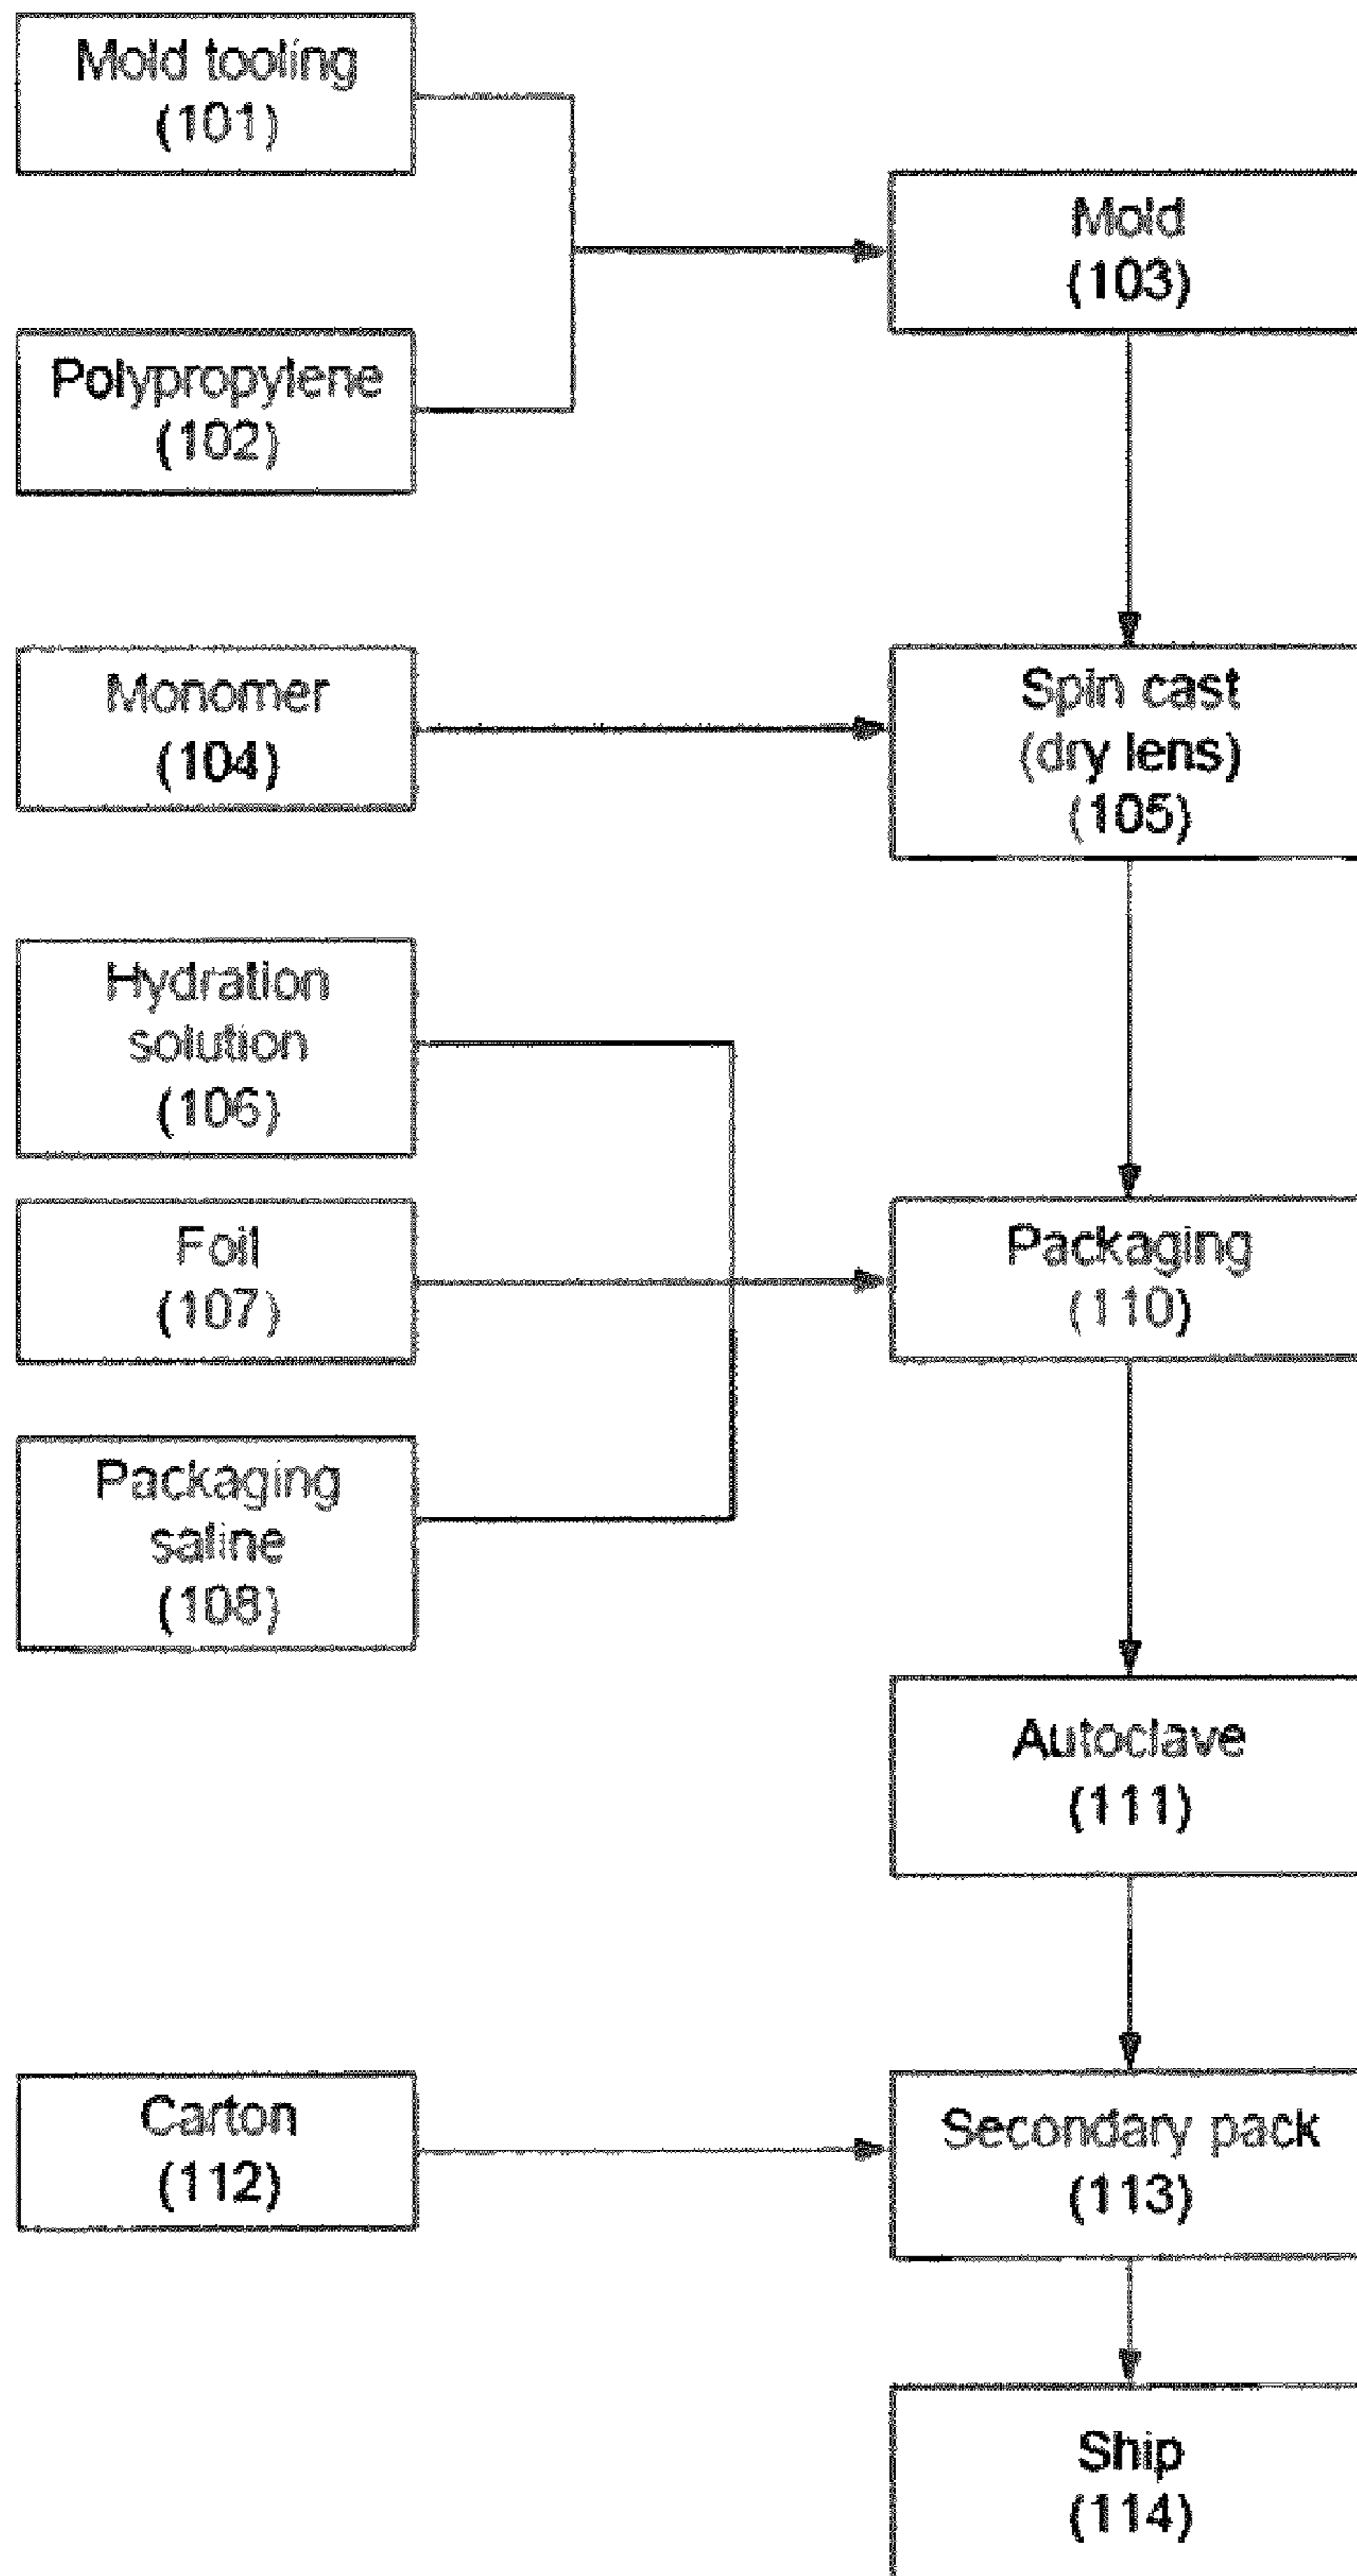 Mold tooling
(101)
Mold
(103)
Polypropylene
(102)
Monomer
(104)
Spin cast
(dry lens)
(105)
Hydration
solution
(106)
Foil
(107)
Packaging
(110)
Packaging
saline
(108)
Autoclave
(111)
Carton
(112)
Secondary pack
(113)
Ship
(114)